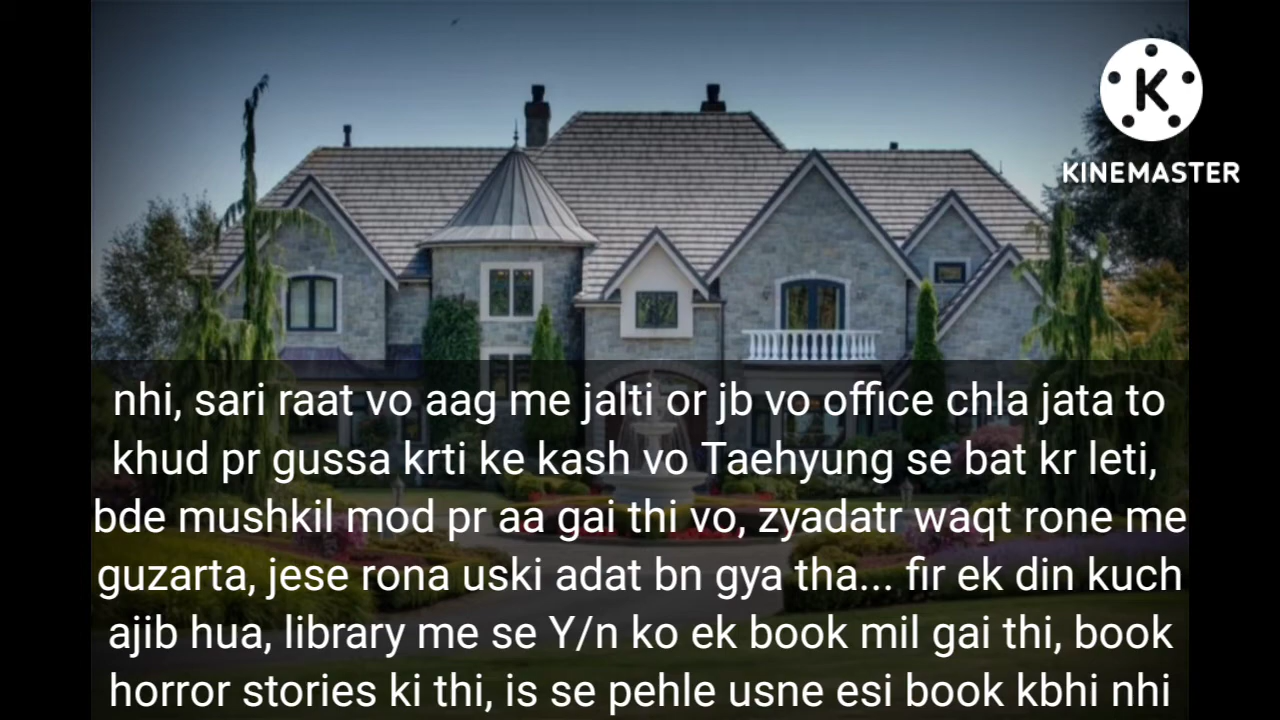 KINEMASTER
nhi, sari raat vo aag me jalti or jb vo office chla jata to
khud pr gussa krti ke kash vo Taehyung se bat kr leti,
bde mushkil mod pr aa gai thi vo, zyadatr waqt rone me
guzarta, jese rona uski adat bn gya tha... fir ek din kuch
ajib hua, library me se Y/n ko ek book mil gai thi, book
horror stories ki thi, is se pehle usne esi book kbhi nhi